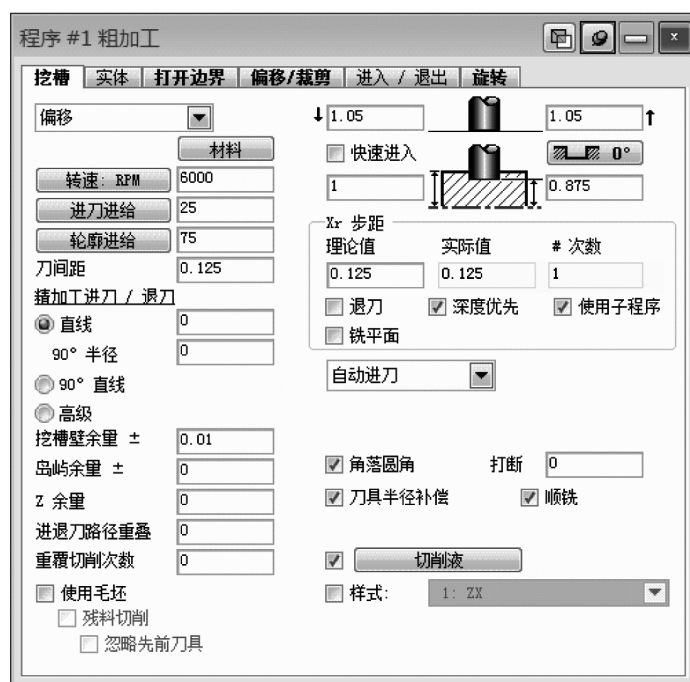 程序 #1 粗加工
挖槽 实体 打开边界 偏移/裁剪 进入 / 退出 旋转
偏移
材料
转速: RPM 6000
进刀进给 25
轮廓进给 75
刀间距 0.125
精加工进刀 / 退刀
直线 0
90° 半径 0
90° 直线
高级
挖槽壁余量 ± 0.01
岛屿余量 ± 0
Z 余量 0
进退刀路径重叠 0
重覆切削次数 0
使用毛坯
残料切削
忽略先前刀具
1.05 1.05
快速进入 0°
1 0.875
Xr 步距
理论值 实际值 # 次数
0.125 0.125 1
退刀 深度优先 使用子程序
铣平面
自动进刀
角落圆角 打断 0
刀具半径补偿 顺铣
切削液
样式: 1: ZX